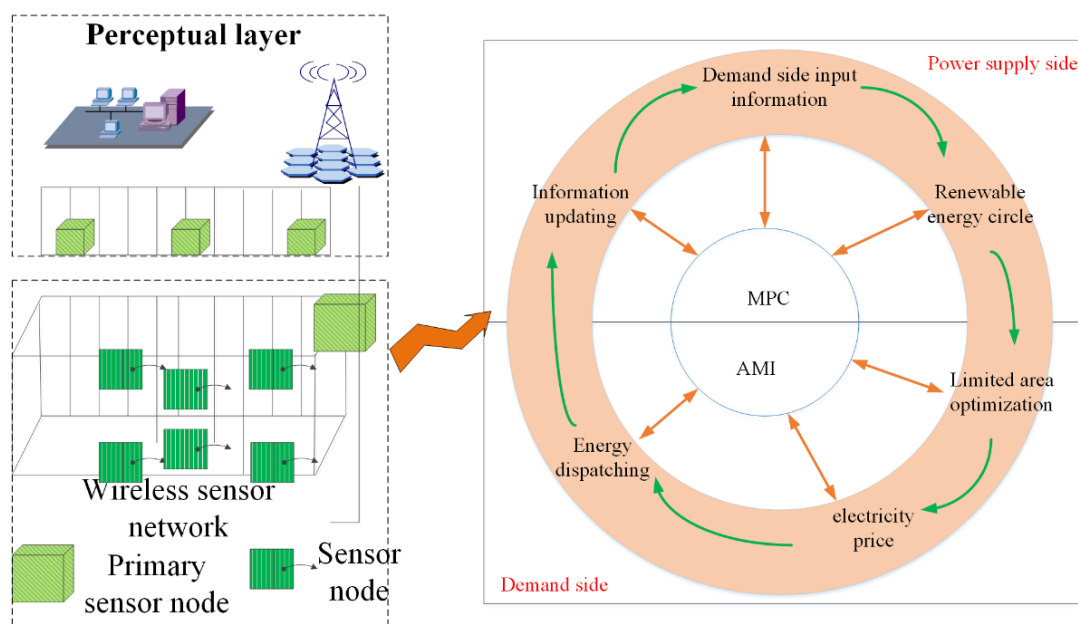 Perceptual layer
Wireless sensor
network
Primary
sensor node
Sensor
node
Power supply side
Demand side input
information
Renewable
energy circle
Information
updating
MPC
AMI
Limited area
optimization
Energy
dispatching
electricity
price
Demand side